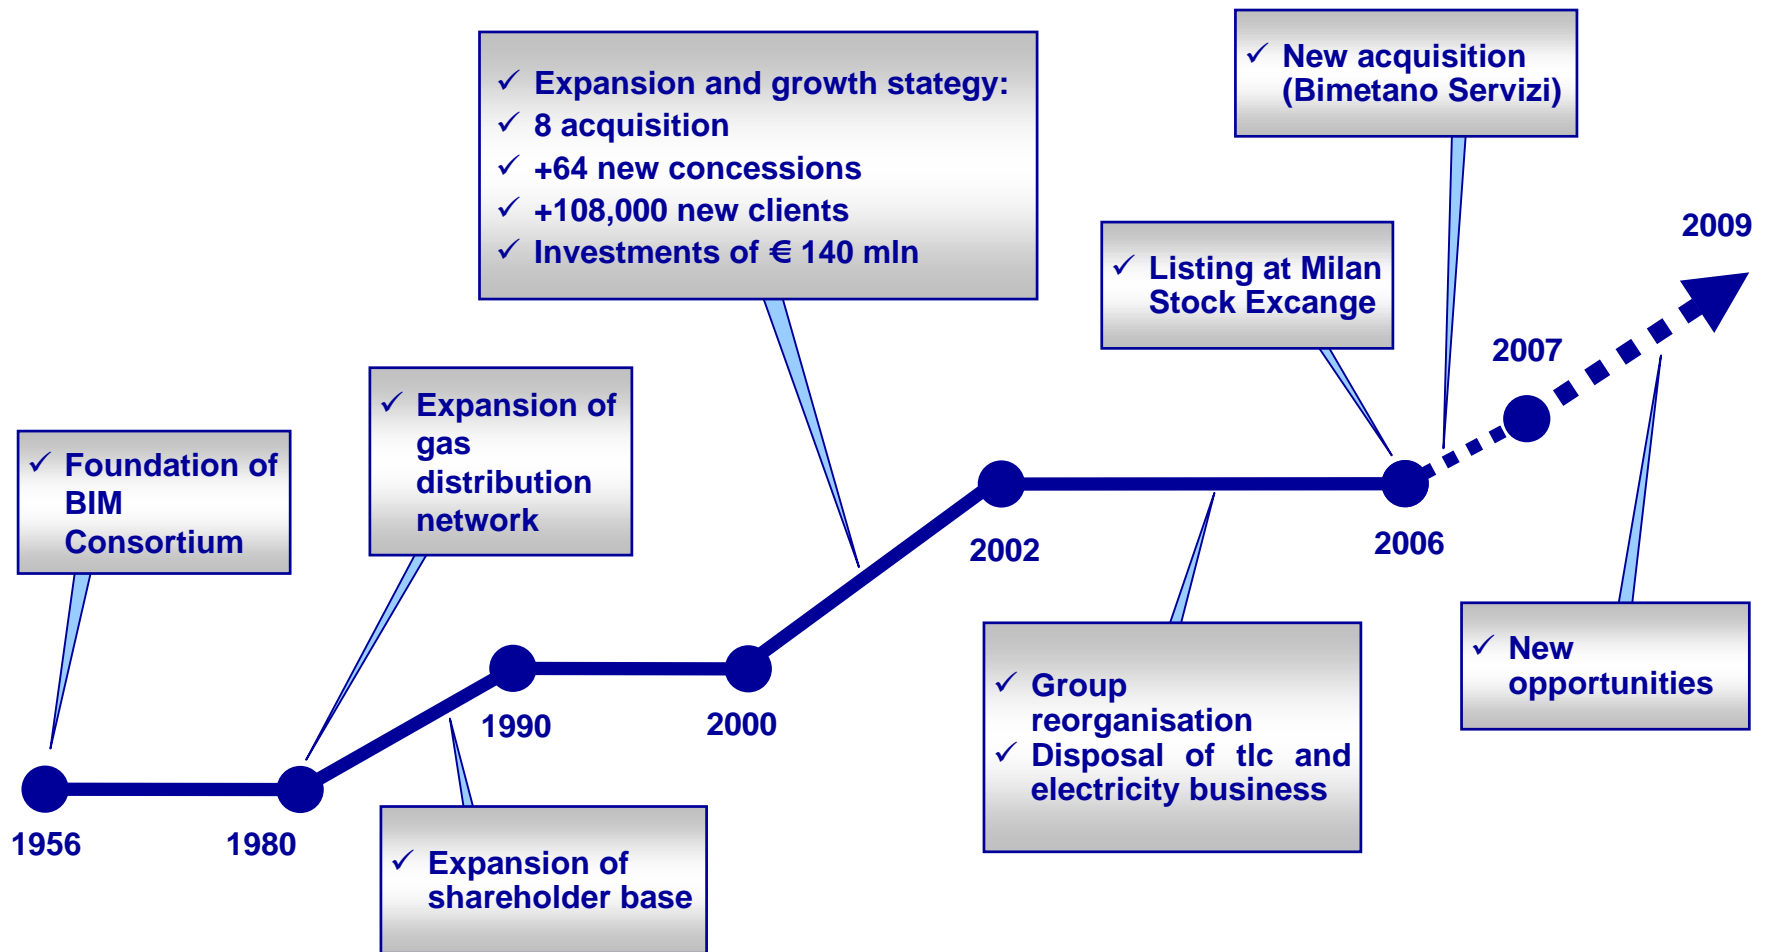 ✓ New acquisition
(Bimetano Servizi)
✓ Expansion and growth stategy:
✓ 8 acquisition
✓ +64 new concessions
✓ +108,000 new clients
✓ Investments of € 140 mln
✓ Listing at Milan
Stock Excange
2009
2007
✓ Expansion of
gas
distribution
network
✓ Foundation of
BIM
Consortium
2002
2006
✓ New
opportunities
✓ Group
reorganisation
✓ Disposal of tlc and
electricity business
1990
2000
1956
1980
✓ Expansion of
shareholder base